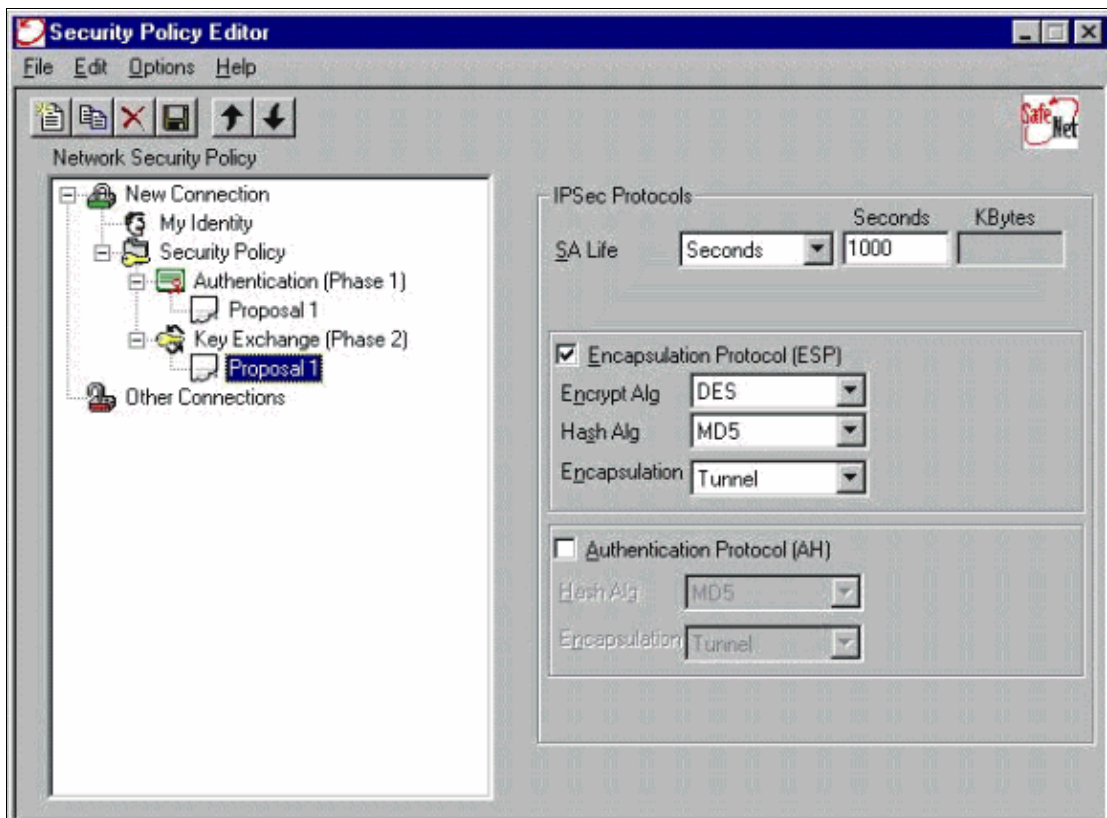 Security Policy Editor
File Edit Options Help
Safe Net
Network Security Policy
New Connection
My Identity
Security Policy
Authentication (Phase 1)
Proposal 1
Key Exchange (Phase 2)
Proposal 1
Other Connections
IPSec Protocols
Seconds KBytes
SA Life Seconds 1000
Encapsulation Protocol (ESP)
Encrypt Alg DES
Hash Alg MD5
Encapsulation Tunnel
Authentication Protocol (AH)
Hash Alg MD5
Encapsulation Tunnel